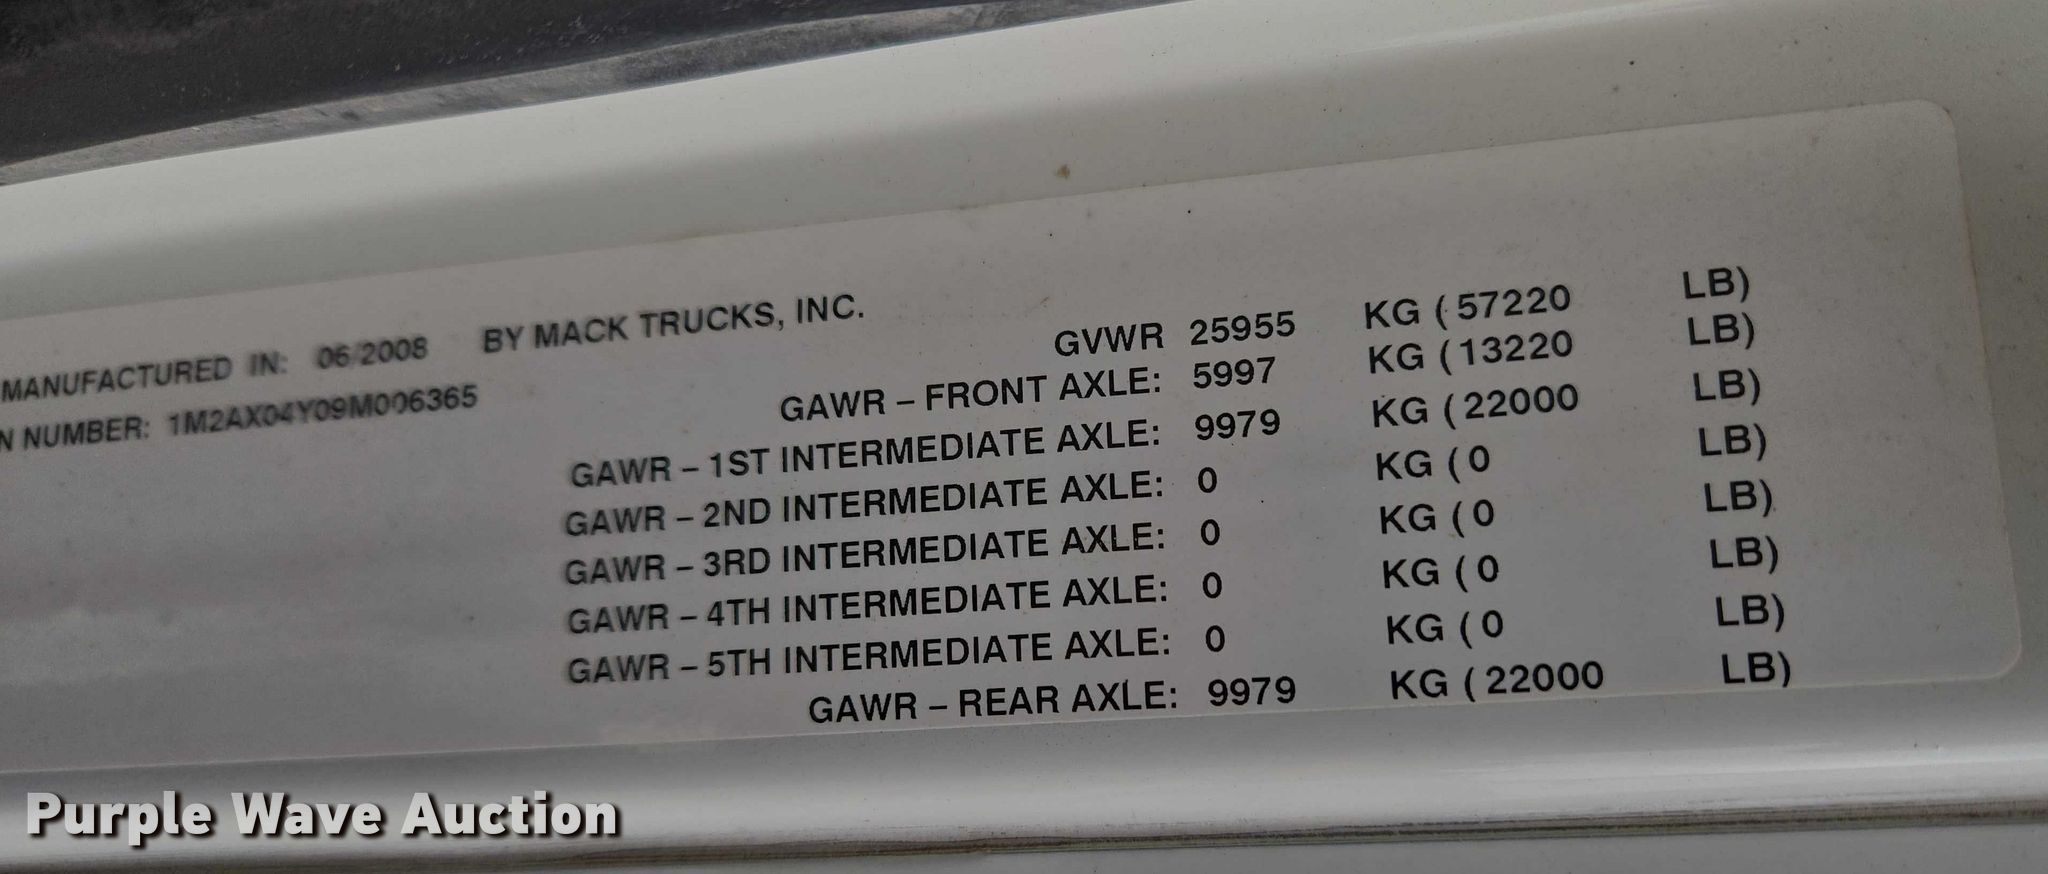 MANUFACTURED IN: 06/2008 BY MACK TRUCKS, INC.
N NUMBER: 1M2AX04Y09M006365
GVWR 25955 KG (57220 LB)
GAWR – FRONT AXLE: 5997 KG (13220 LB)
GAWR – 1ST INTERMEDIATE AXLE: 9979 KG (22000 LB)
GAWR – 2ND INTERMEDIATE AXLE: 0 KG (0 LB)
GAWR – 3RD INTERMEDIATE AXLE: 0 KG (0 LB)
GAWR – 4TH INTERMEDIATE AXLE: 0 KG (0 LB)
GAWR – 5TH INTERMEDIATE AXLE: 0 KG (0 LB)
GAWR – REAR AXLE: 9979 KG (22000 LB)
Purple Wave Auction